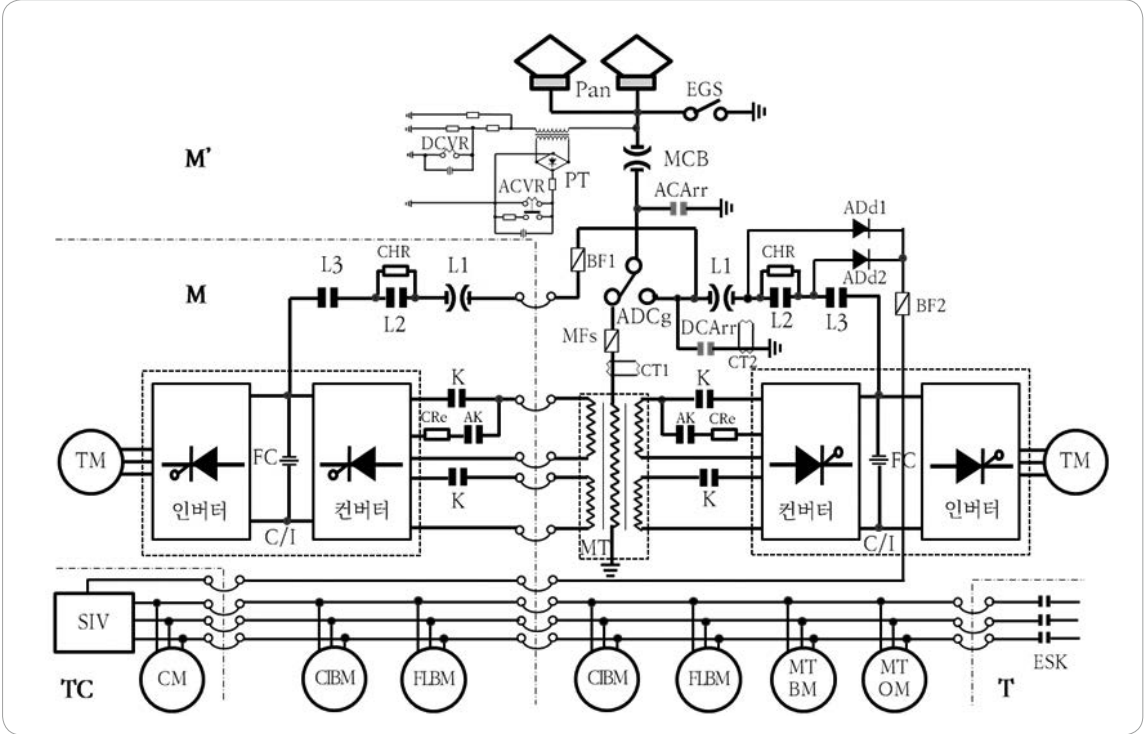 Pan
EGS
DCVR
M'
PT
MCB
ACVR
ACArr
ADd1
CHR
BF1
CHR
ADd2
L3
L1
L1
M
L2
ADCg
L2
L3
BF2
MFs
DCArr
CT2
CT1
K
K
CRe
AK
AK
CRe
TM
FC
FC
TM
인버터
컨버터
K
K
컨버터
인버터
C/I
MT
C/I
SIV
ESK
TC
CM
CIBM
FLBM
CIBM
FLBM
MT
BM
MT
OM
T